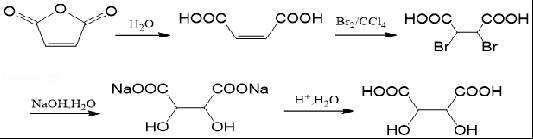 O O O H₂O HOOC COOH Br₂/CCl₄ HOOC COOH
Br Br
NaOH,H₂O NaOOC COONa H⁺,H₂O HOOC COOH
HO OH HO OH